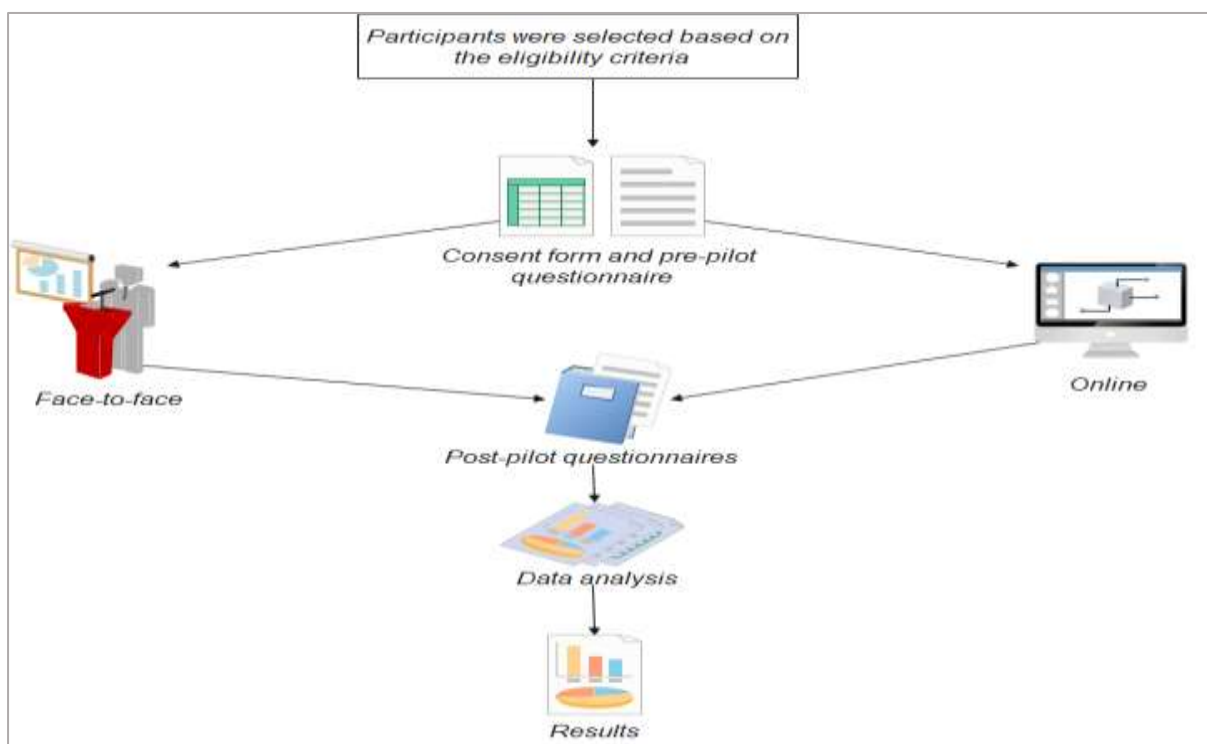 Participants were selected based on
the eligibility criteria
Consent form and pre-pilot
questionnaire
Face-to-face
Online
Post-pilot questionnaires
Data analysis
Results